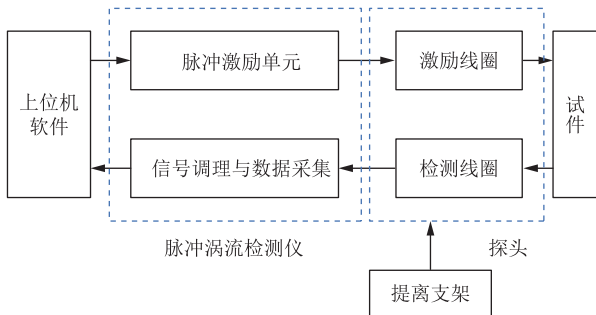 脉冲激励单元
激励线圈
上位机
软件
试
件
信号调理与数据采集
检测线圈
脉冲涡流检测仪
探头
提离支架